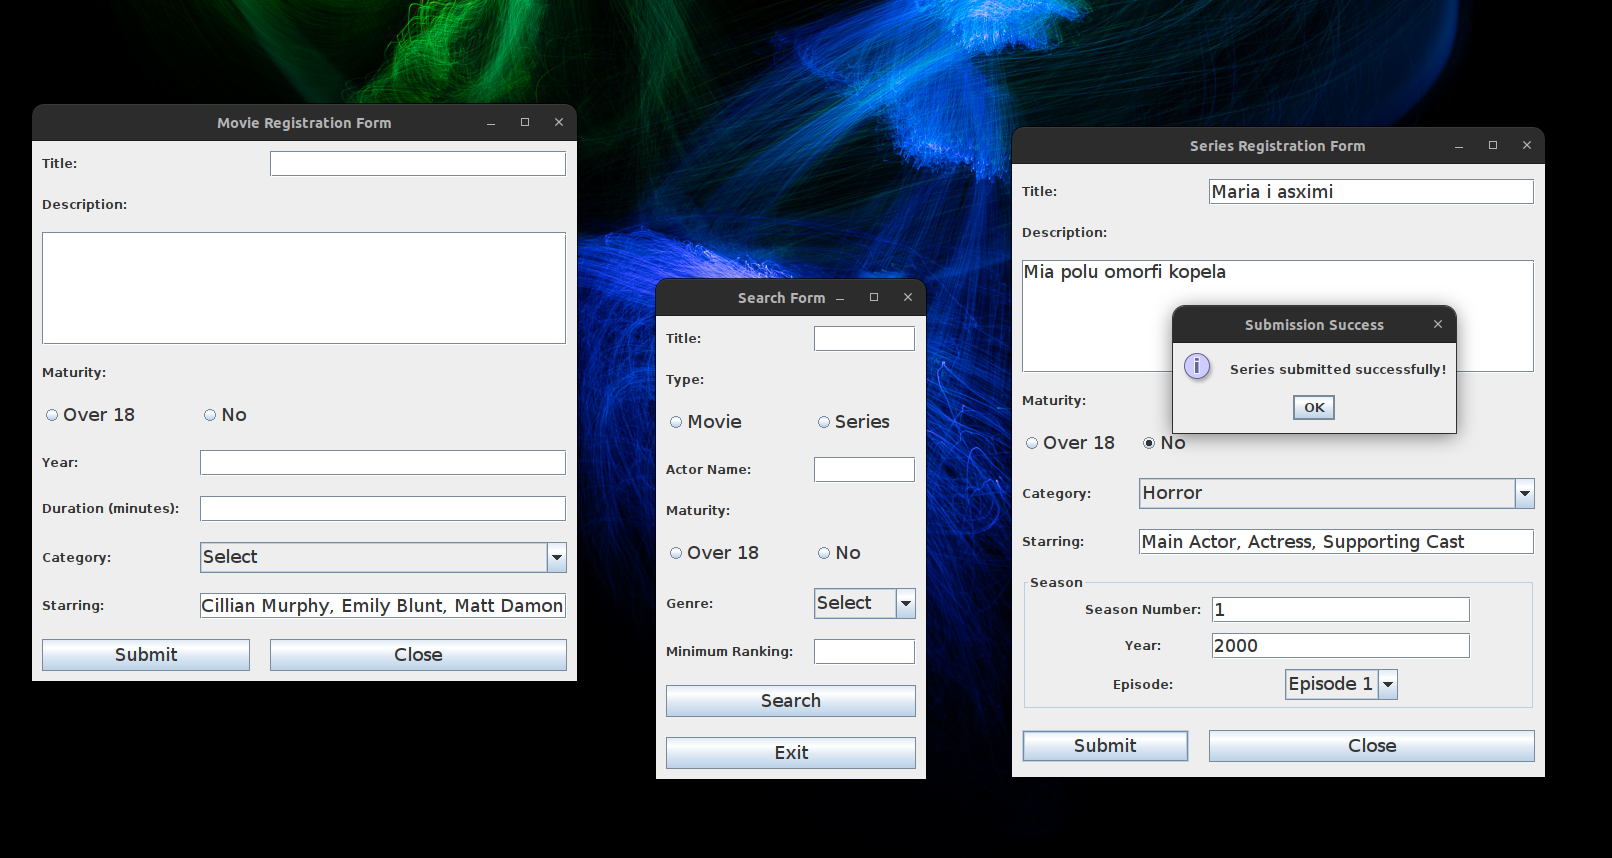 Movie Registration Form
Title:
Description:
Maturity:
Over 18 No
Year:
Duration (minutes):
Category: Select
Starring: Cillian Murphy, Emily Blunt, Matt Damon
Submit Close
Search Form
Title:
Type:
Movie Series
Actor Name:
Maturity:
Over 18 No
Genre: Select
Minimum Ranking:
Search
Exit
Series Registration Form
Title: Maria i asximi
Description:
Mia polu omorfi kopela
Submission Success
Series submitted successfully!
OK
Maturity:
Over 18 No
Category: Horror
Starring: Main Actor, Actress, Supporting Cast
Season
Season Number: 1
Year: 2000
Episode: Episode 1
Submit Close